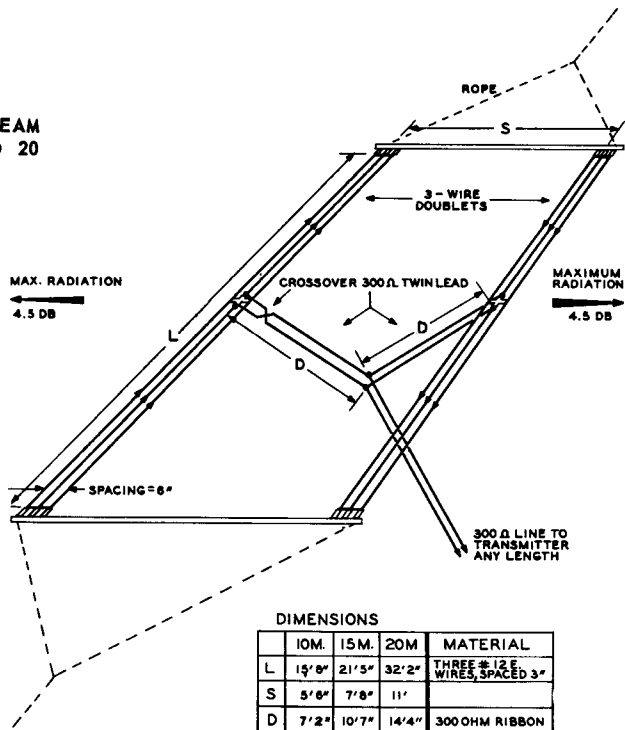 EAM
20
ROPE
S
3-WIRE
DOUBLETS
MAX. RADIATION
4.5 DB
CROSSOVER 300Ω TWIN LEAD
MAXIMUM
RADIATION
4.5 DB
D
L
D
SPACING=6"
300 Ω LINE TO
TRANSMITTER
ANY LENGTH
DIMENSIONS
10M. 15M. 20M MATERIAL
L 15'8" 21'5" 32'2" THREE #12 E. WIRES, SPACED 3"
S 5'6" 7'8" 11'
D 7'2" 10'7" 14'4" 300 OHM RIBBON